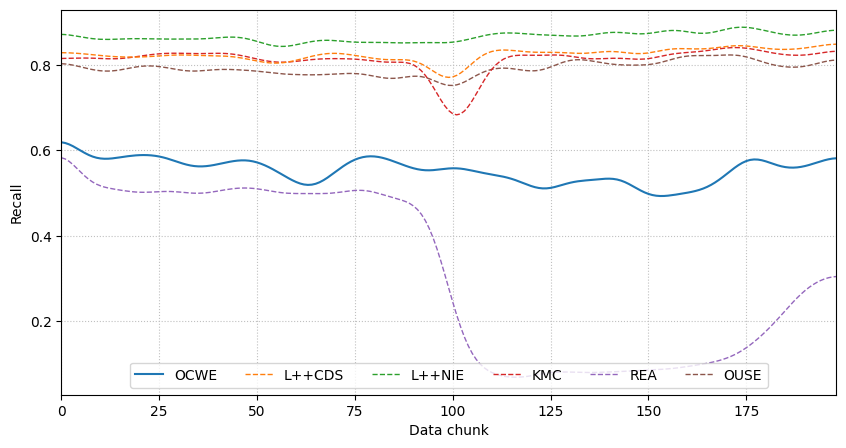 Recall
0.8
0.6
0.4
0.2
OCWE L++CDS L++NIE KMC REA OUSE
0 25 50 75 100 125 150 175
Data chunk